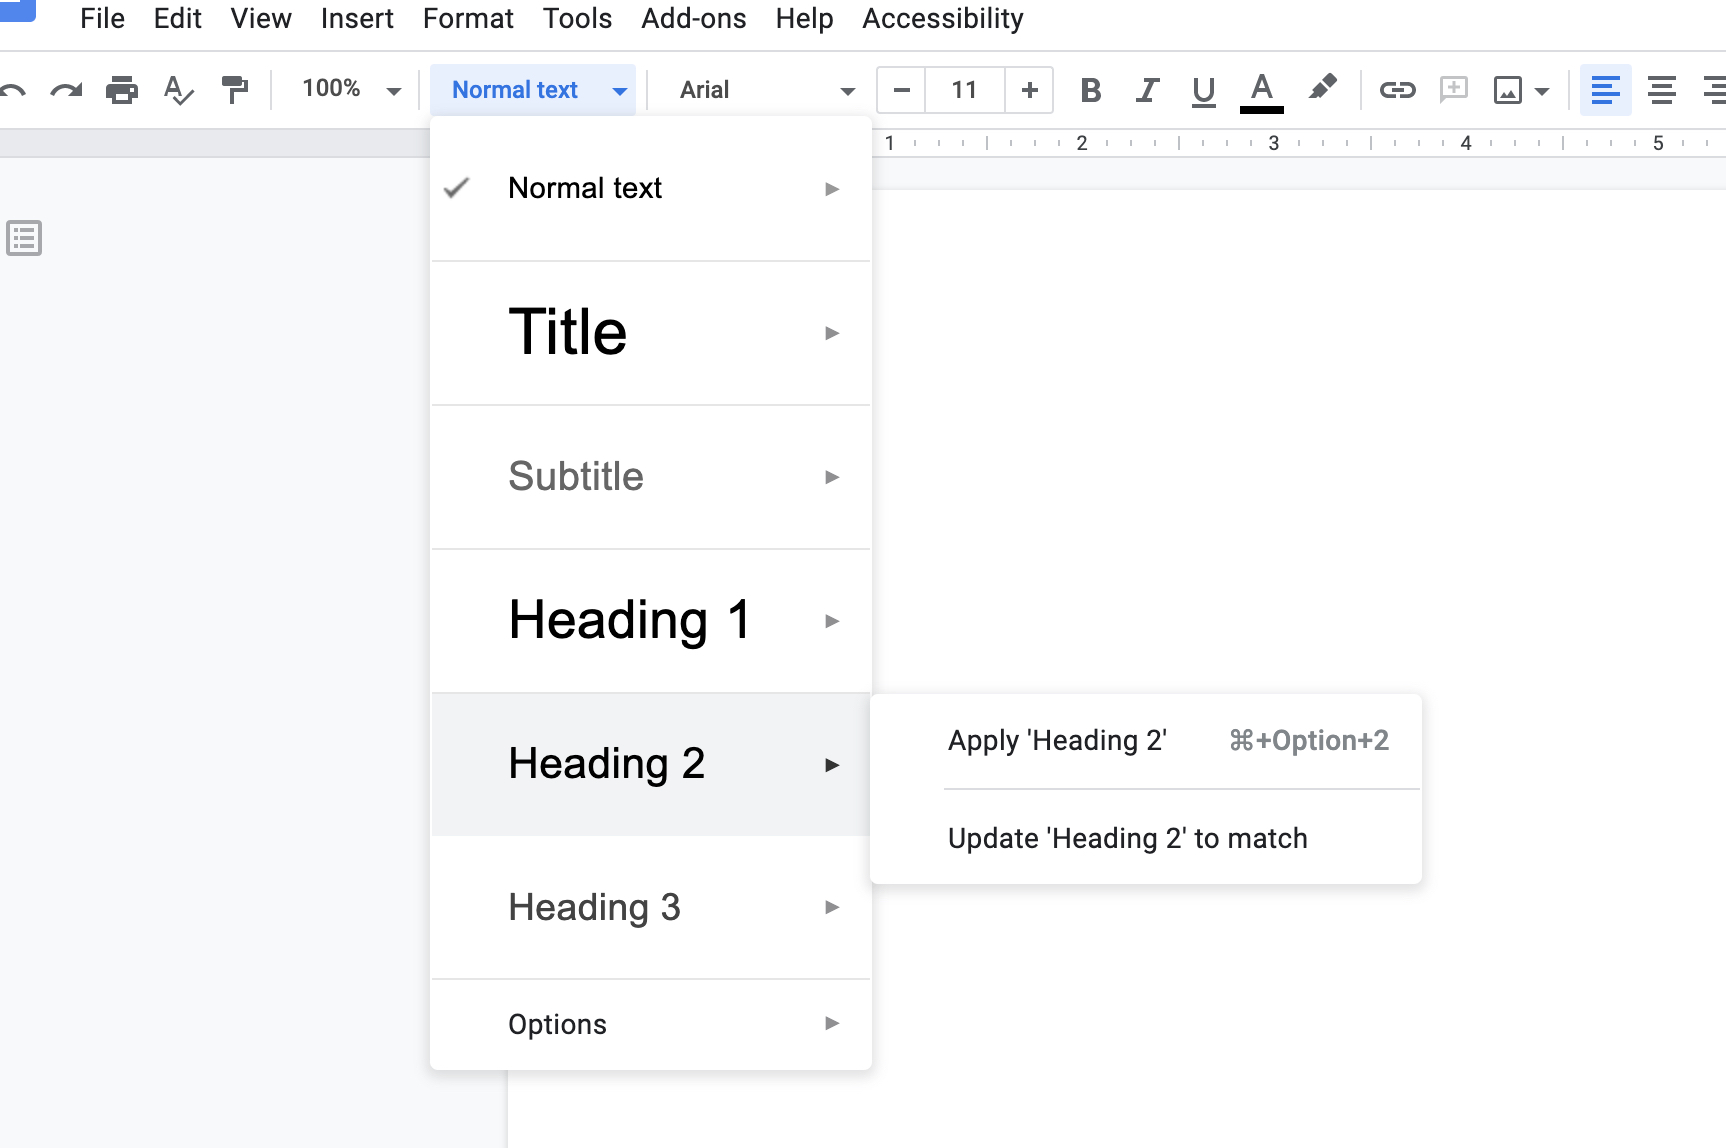 File Edit View Insert Format Tools Add-ons Help Accessibility
100% Normal text Arial − 11 + B I U A
1 2 3 4 5
Normal text
Title
Subtitle
Heading 1
Heading 2
Apply 'Heading 2' ⌘+Option+2
Update 'Heading 2' to match
Heading 3
Options